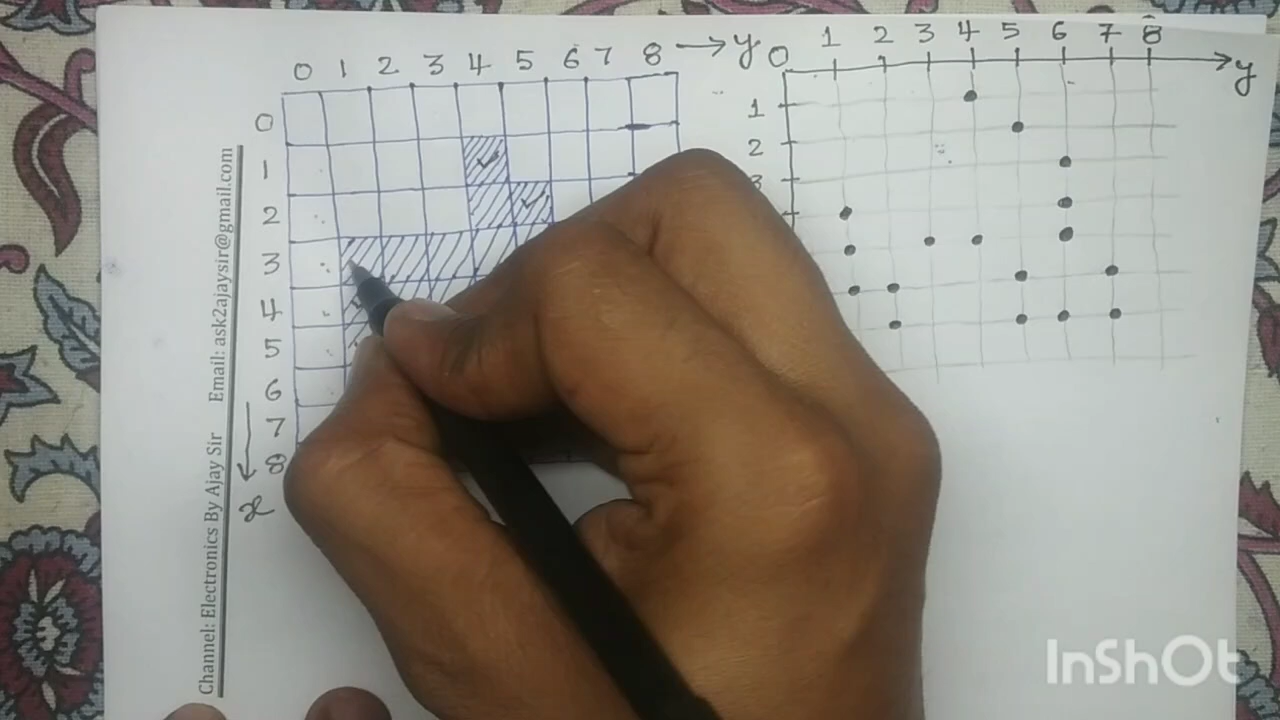 0 1 2 3 4 5 6 7 8 → y
0
1
2
3
4
5
6
7
8
x
0 1 2 3 4 5 6 7 8
y
1
2
3
Channel: Electronics By Ajay Sir Email: ask2ajaysir@gmail.com
InShOt